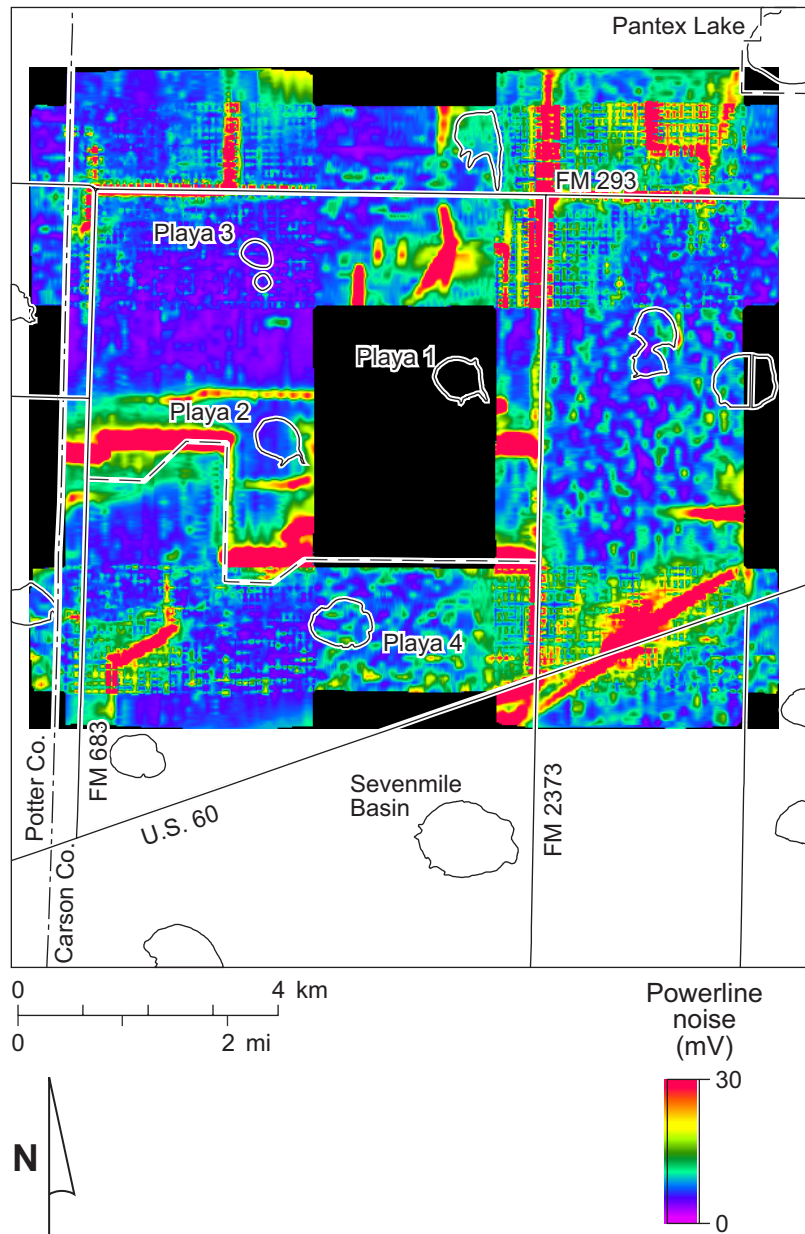 Pantex Lake
FM 293
Playa 3
Playa 1
Playa 2
Playa 4
Potter Co.
Carson Co.
FM 683
U.S. 60
Sevenmile
Basin
FM 2373
0 4 km
0 2 mi
N
Powerline
noise
(mV)
30
0